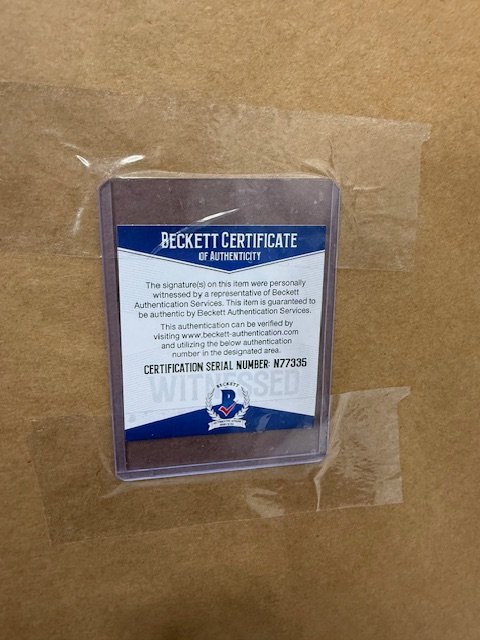 BECKETT CERTIFICATE
OF AUTHENTICITY
The signature(s) on this item were personally
witnessed by a representative of Beckett
Authentication Services. This item is guaranteed to
be authentic by Beckett Authentication Services.
This authentication can be verified by
visiting www.beckett-authentication.com
and utilizing the below authentication
number in the designated area.
CERTIFICATION SERIAL NUMBER: N77335
WITNESSED
BECKETT
B